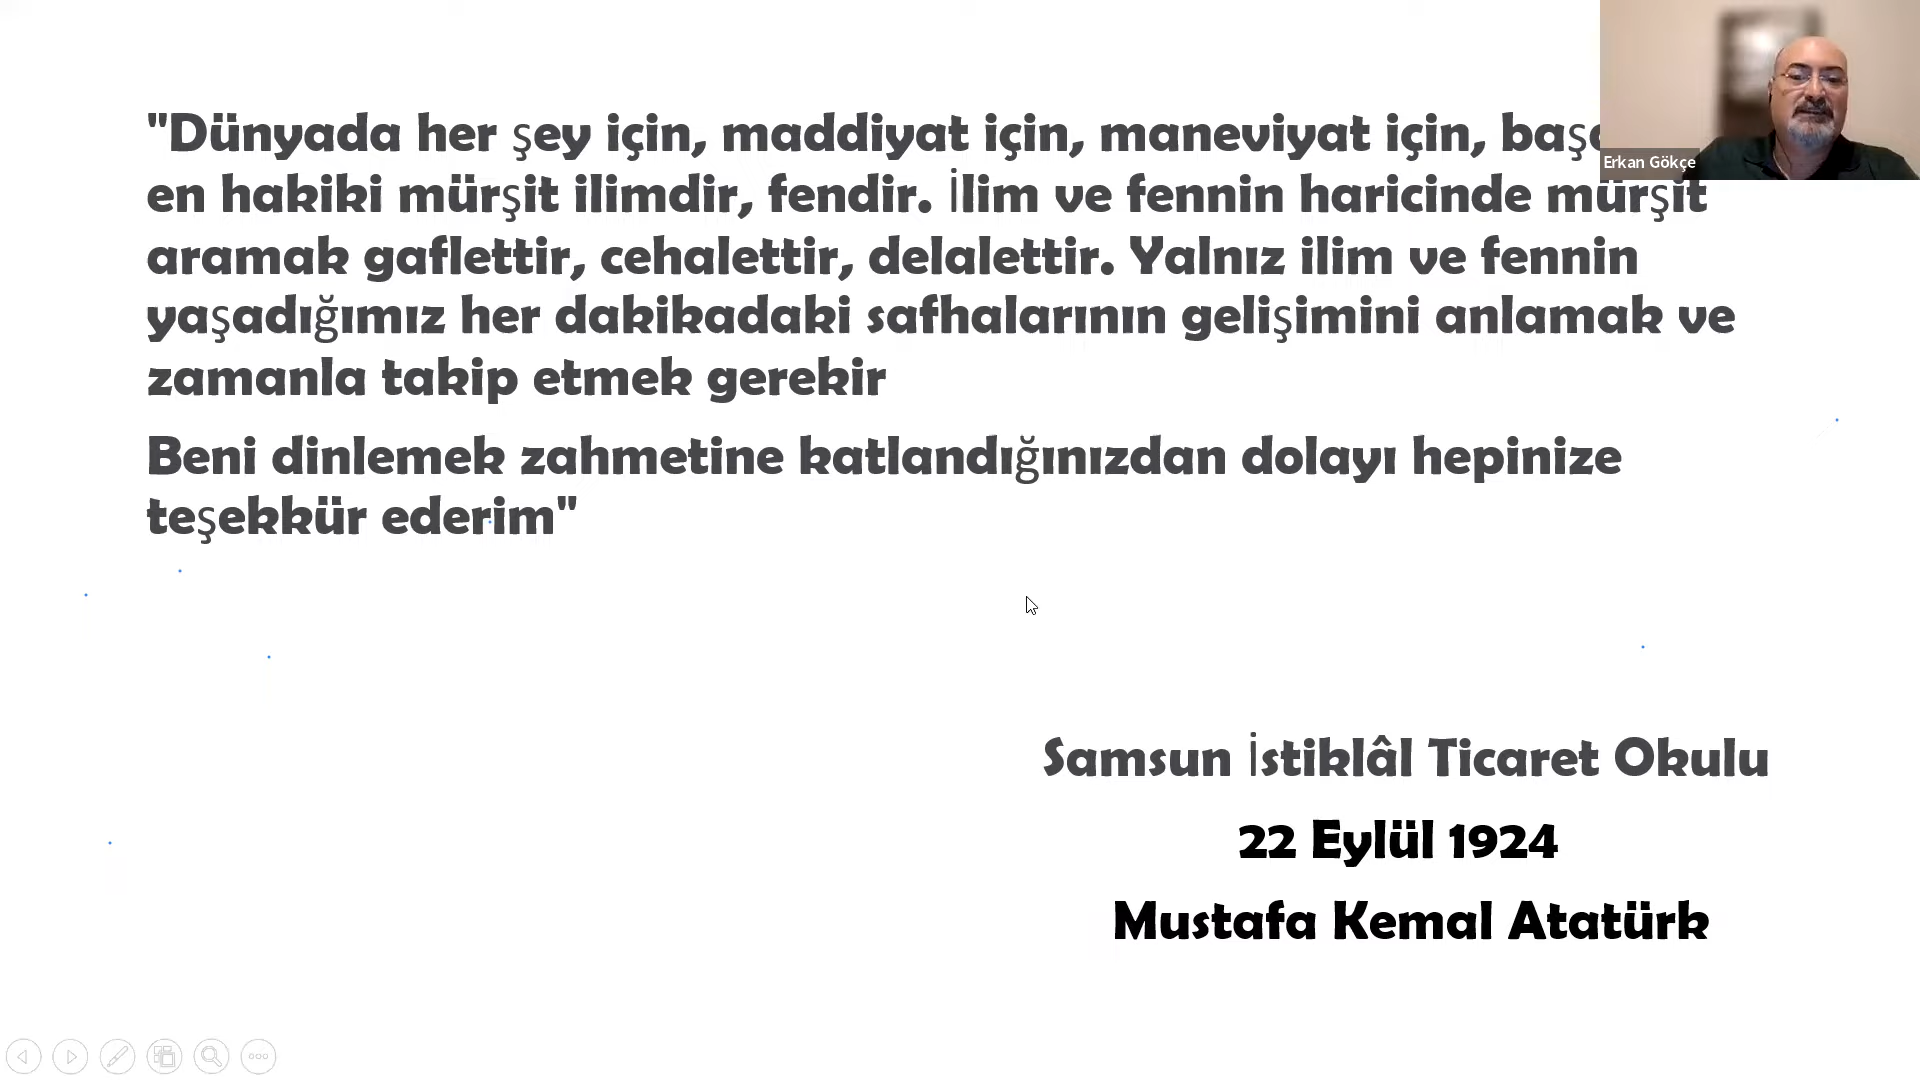 "Dünyada her şey için, maddiyat için, maneviyat için,
en hakiki mürşit ilimdir, fendir. İlim ve fennin haricinde mürşit
aramak gaflettir, cehalettir, delalettir. Yalnız ilim ve fennin
yaşadığımız her dakikadaki safhalarının gelişimini anlamak ve
zamanla takip etmek gerekir
Beni dinlemek zahmetine katlandığınızdan dolayı hepinize
teşekkür ederim"
Samsun İstiklâl Ticaret Okulu
22 Eylül 1924
Mustafa Kemal Atatürk
Erkan Gökçe